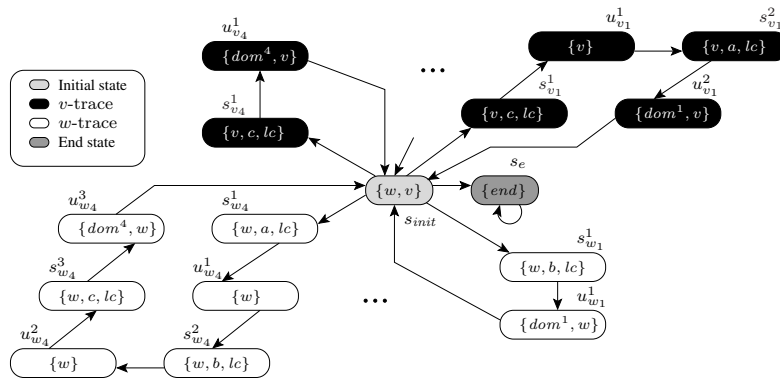 u^1_{v_4}
{dom^4, v}
s^1_{v_4}
{v, c, lc}
...
u^1_{v_1}
{v}
s^2_{v_1}
{v, a, lc}
s^1_{v_1}
{v, c, lc}
u^2_{v_1}
{dom^1, v}
Initial state
v-trace
w-trace
End state
{w, v}
s_{init}
s_e
{end}
u^3_{w_4}
{dom^4, w}
s^1_{w_4}
{w, a, lc}
s^3_{w_4}
{w, c, lc}
u^1_{w_4}
{w}
u^2_{w_4}
{w}
s^2_{w_4}
{w, b, lc}
...
s^1_{w_1}
{w, b, lc}
u^1_{w_1}
{dom^1, w}